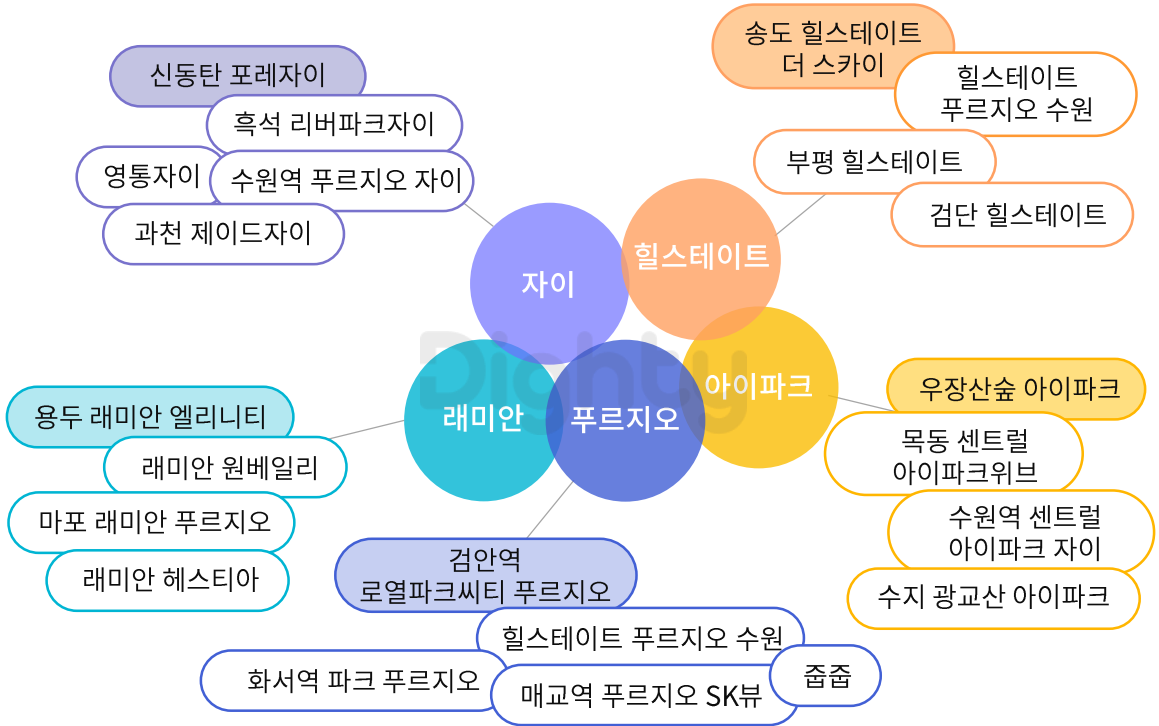 신동탄 포레자이
흑석 리버파크자이
영통자이
수원역 푸르지오 자이
과천 제이드자이
송도 힐스테이트
더 스카이
힐스테이트
푸르지오 수원
부평 힐스테이트
검단 힐스테이트
자이
힐스테이트
래미안
푸르지오
아이파크
Dighty
용두 래미안 엘리니티
래미안 원베일리
마포 래미안 푸르지오
래미안 헤스티아
우장산숲 아이파크
목동 센트럴
아이파크위브
수원역 센트럴
아이파크 자이
수지 광교산 아이파크
검안역
로열파크씨티 푸르지오
힐스테이트 푸르지오 수원
화서역 파크 푸르지오
매교역 푸르지오 SK뷰
줍줍